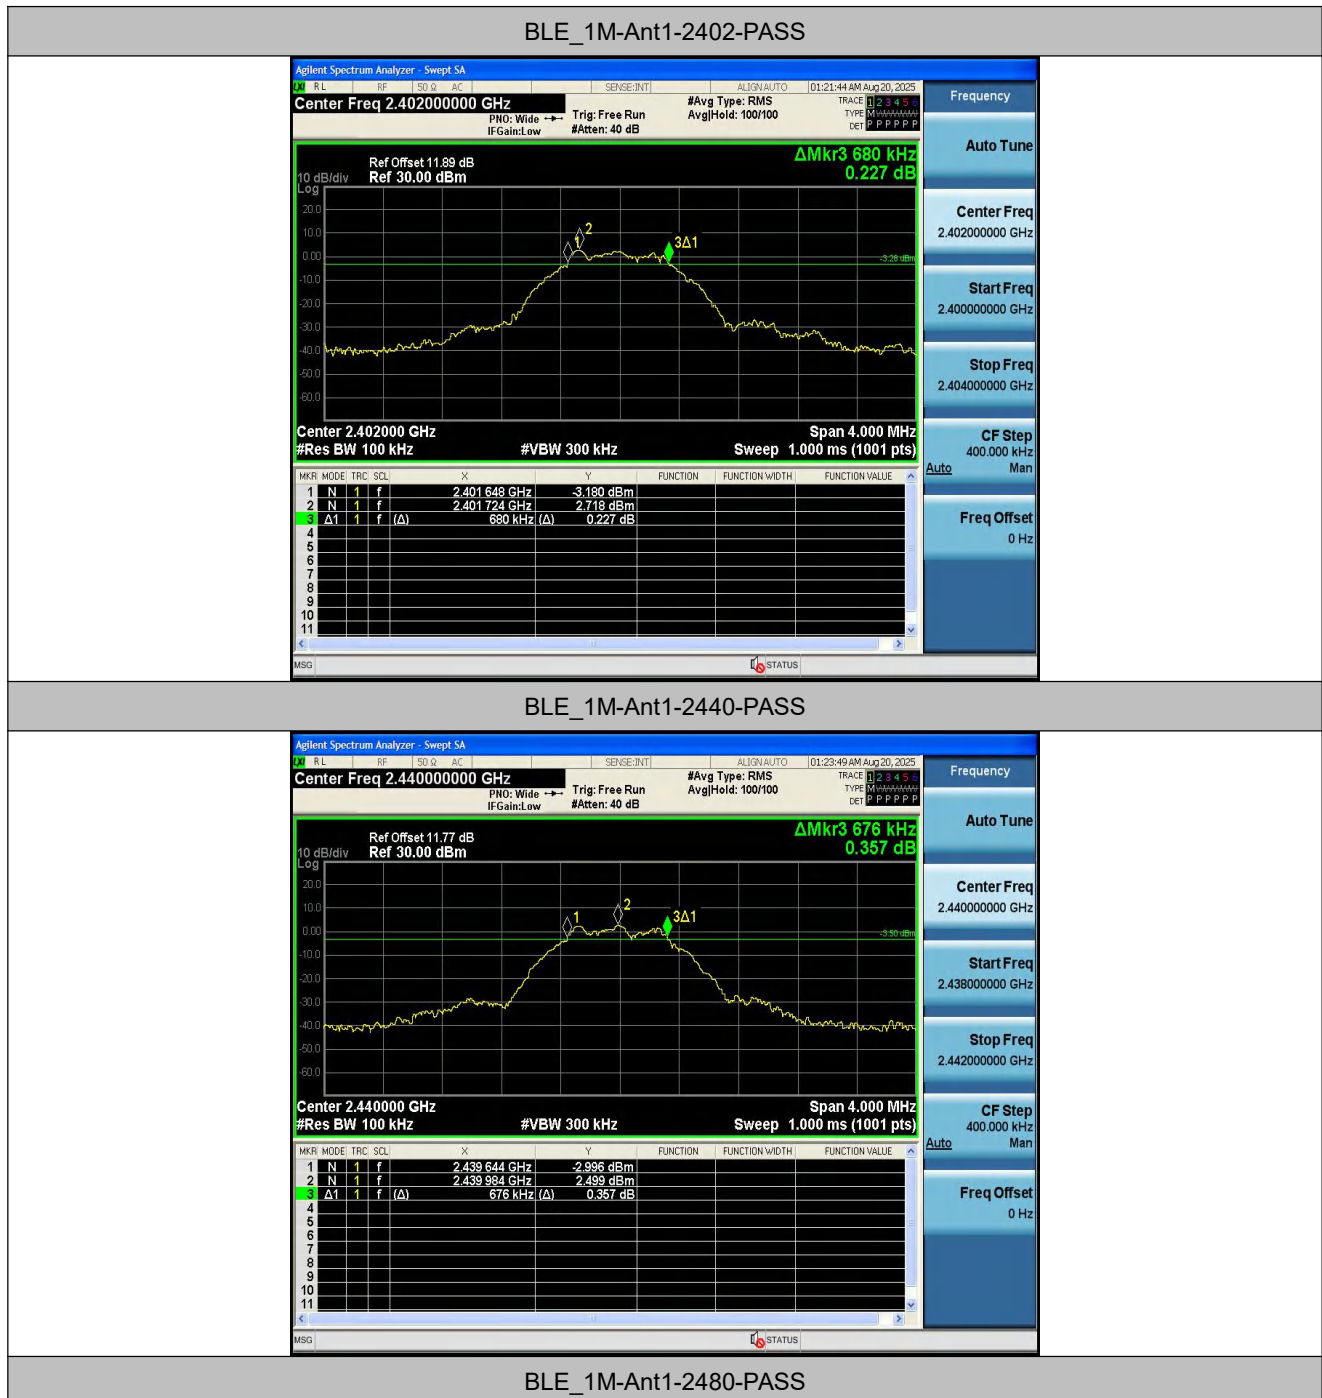 BLE_1M-Ant1-2402-PASS
Agilent Spectrum Analyzer - Swept SA
LXI RL RF 50 Ω AC SENSE:INT ALIGN AUTO 01:21:44 AM Aug 20, 2025
Center Freq 2.402000000 GHz
PNO: Wide
IFGain:Low
Trig: Free Run
#Atten: 40 dB
#Avg Type: RMS
Avg|Hold: 100/100
TRACE 1 2 3 4 5 6
TYPE M
DET P P P P P P
Ref Offset 11.89 dB
10 dB/div Ref 30.00 dBm
Log
ΔMkr3 680 kHz
0.227 dB
20.0
10.0
0.00
-10.0
-20.0
-30.0
-40.0
-50.0
-60.0
1
2
3Δ1
-3.28 dBm
Center 2.402000 GHz Span 4.000 MHz
#Res BW 100 kHz #VBW 300 kHz Sweep 1.000 ms (1001 pts)
MKR MODE TRC SCL X Y FUNCTION FUNCTION WIDTH FUNCTION VALUE
1 N 1 f 2.401 648 GHz -3.180 dBm
2 N 1 f 2.401 724 GHz 2.718 dBm
3 Δ1 1 f (Δ) 680 kHz (Δ) 0.227 dB
4
5
6
7
8
9
10
11
MSG STATUS
Frequency
Auto Tune
Center Freq
2.402000000 GHz
Start Freq
2.400000000 GHz
Stop Freq
2.404000000 GHz
CF Step
400.000 kHz
Auto Man
Freq Offset
0 Hz
BLE_1M-Ant1-2440-PASS
Agilent Spectrum Analyzer - Swept SA
LXI RL RF 50 Ω AC SENSE:INT ALIGN AUTO 01:23:49 AM Aug 20, 2025
Center Freq 2.440000000 GHz
PNO: Wide
IFGain:Low
Trig: Free Run
#Atten: 40 dB
#Avg Type: RMS
Avg|Hold: 100/100
TRACE 1 2 3 4 5 6
TYPE M
DET P P P P P P
Ref Offset 11.77 dB
10 dB/div Ref 30.00 dBm
Log
ΔMkr3 676 kHz
0.357 dB
20.0
10.0
0.00
-10.0
-20.0
-30.0
-40.0
-50.0
-60.0
1
2
3Δ1
-3.50 dBm
Center 2.440000 GHz Span 4.000 MHz
#Res BW 100 kHz #VBW 300 kHz Sweep 1.000 ms (1001 pts)
MKR MODE TRC SCL X Y FUNCTION FUNCTION WIDTH FUNCTION VALUE
1 N 1 f 2.439 644 GHz -2.996 dBm
2 N 1 f 2.439 984 GHz 2.499 dBm
3 Δ1 1 f (Δ) 676 kHz (Δ) 0.357 dB
4
5
6
7
8
9
10
11
MSG STATUS
Frequency
Auto Tune
Center Freq
2.440000000 GHz
Start Freq
2.438000000 GHz
Stop Freq
2.442000000 GHz
CF Step
400.000 kHz
Auto Man
Freq Offset
0 Hz
BLE_1M-Ant1-2480-PASS